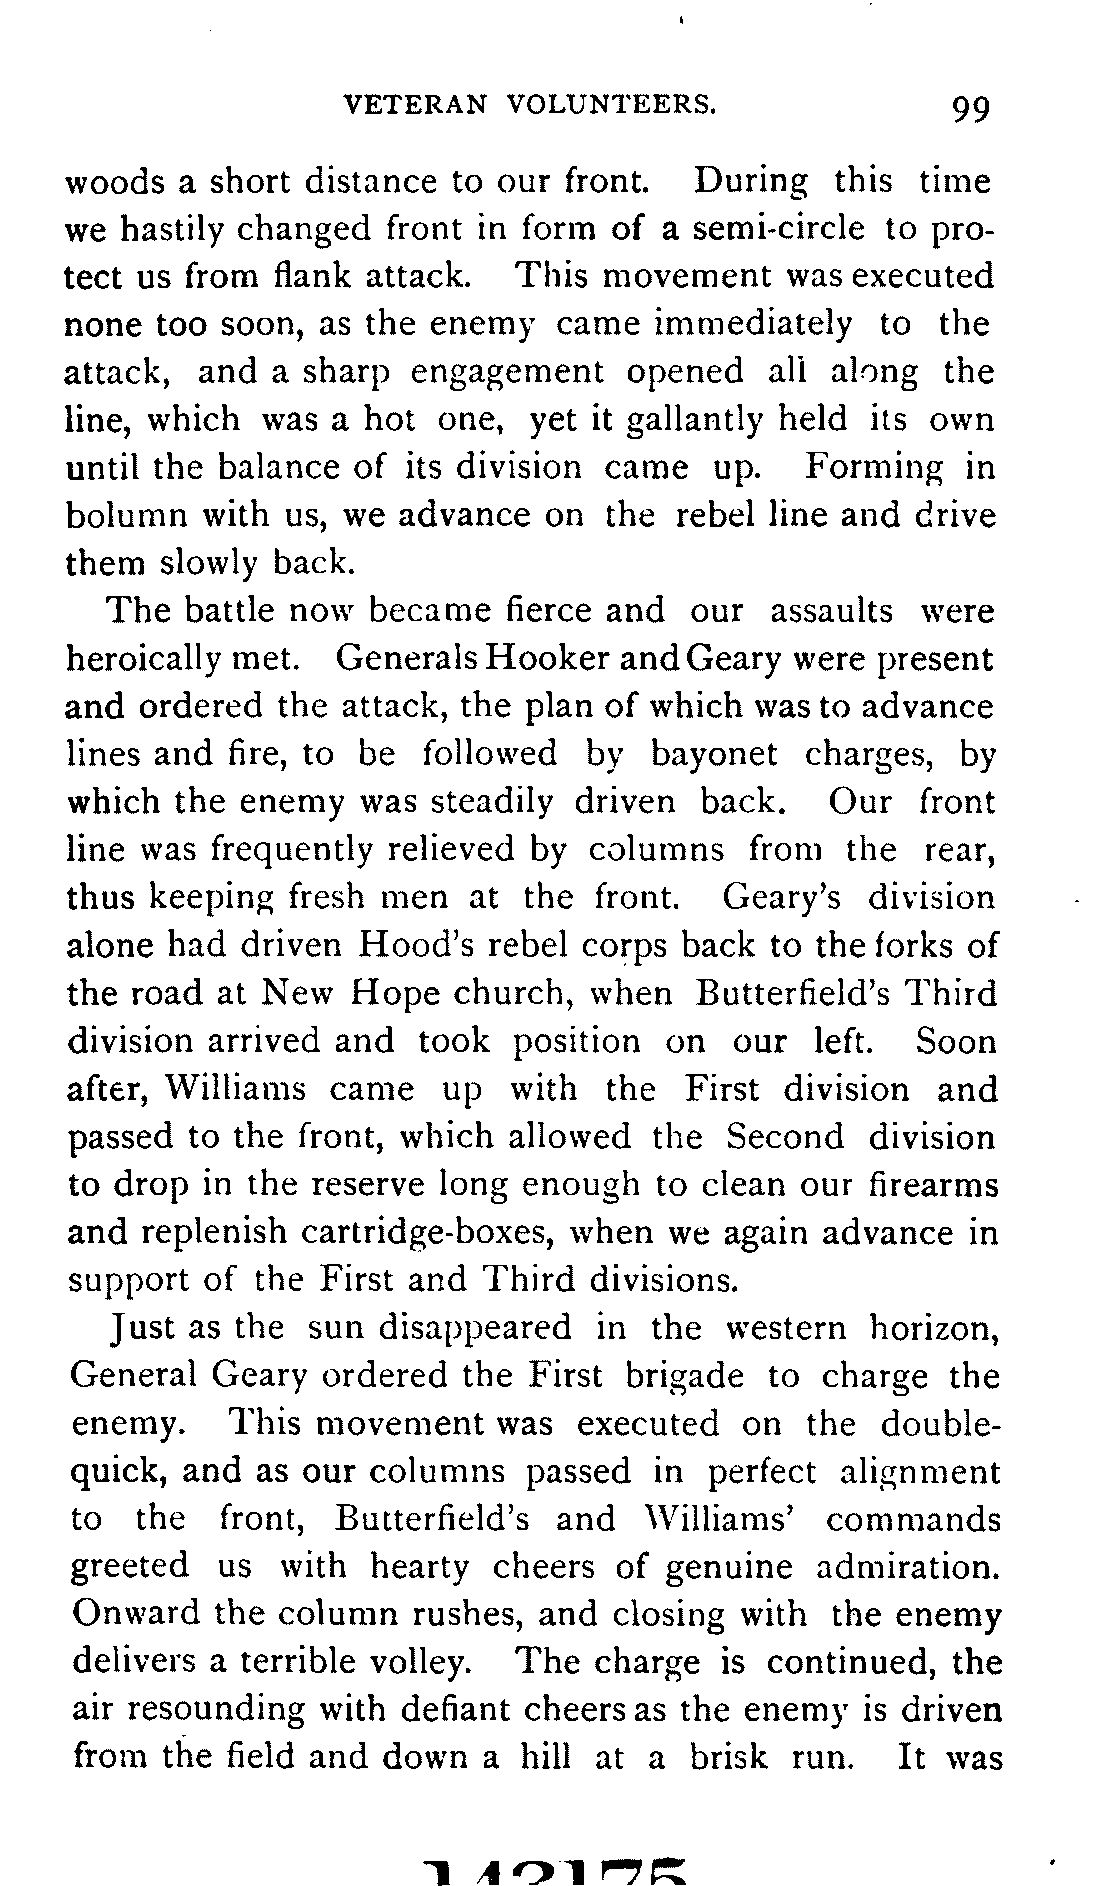 VETERAN VOLUNTEERS. 99
woods a short distance to our front. During this time
we hastily changed front in form of a semi-circle to pro-
tect us from flank attack. This movement was executed
none too soon, as the enemy came immediately to the
attack, and a sharp engagement opened all along the
line, which was a hot one, yet it gallantly held its own
until the balance of its division came up. Forming in
bolumn with us, we advance on the rebel line and drive
them slowly back.
The battle now became fierce and our assaults were
heroically met. Generals Hooker and Geary were present
and ordered the attack, the plan of which was to advance
lines and fire, to be followed by bayonet charges, by
which the enemy was steadily driven back. Our front
line was frequently relieved by columns from the rear,
thus keeping fresh men at the front. Geary's division
alone had driven Hood's rebel corps back to the forks of
the road at New Hope church, when Butterfield's Third
division arrived and took position on our left. Soon
after, Williams came up with the First division and
passed to the front, which allowed the Second division
to drop in the reserve long enough to clean our firearms
and replenish cartridge-boxes, when we again advance in
support of the First and Third divisions.
Just as the sun disappeared in the western horizon,
General Geary ordered the First brigade to charge the
enemy. This movement was executed on the double-
quick, and as our columns passed in perfect alignment
to the front, Butterfield's and Williams' commands
greeted us with hearty cheers of genuine admiration.
Onward the column rushes, and closing with the enemy
delivers a terrible volley. The charge is continued, the
air resounding with defiant cheers as the enemy is driven
from the field and down a hill at a brisk run. It was